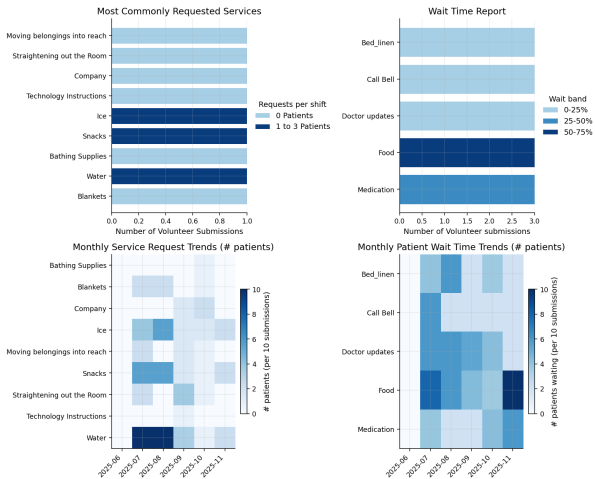 Most Commonly Requested Services
Moving belongings into reach
Straightening out the Room
Company
Technology Instructions
Ice
Snacks
Bathing Supplies
Water
Blankets
0.0 0.2 0.4 0.6 0.8 1.0
Number of Volunteer Submissions
Requests per shift
0 Patients
1 to 3 Patients
Wait Time Report
Bed_linen
Call Bell
Doctor updates
Food
Medication
0.0 0.5 1.0 1.5 2.0 2.5 3.0
Number of Volunteer submissions
Wait band
0-25%
25-50%
50-75%
Monthly Service Request Trends (# patients)
Bathing Supplies
Blankets
Company
Ice
Moving belongings into reach
Snacks
Straightening out the Room
Technology Instructions
Water
2025-06 2025-07 2025-08 2025-09 2025-10 2025-11
10
8
6
4
2
0
# patients (per 10 submissions)
Monthly Patient Wait Time Trends (# patients)
Bed_linen
Call Bell
Doctor updates
Food
Medication
2025-06 2025-07 2025-08 2025-09 2025-10 2025-11
10
8
6
4
2
0
# patients waiting (per 10 submissions)